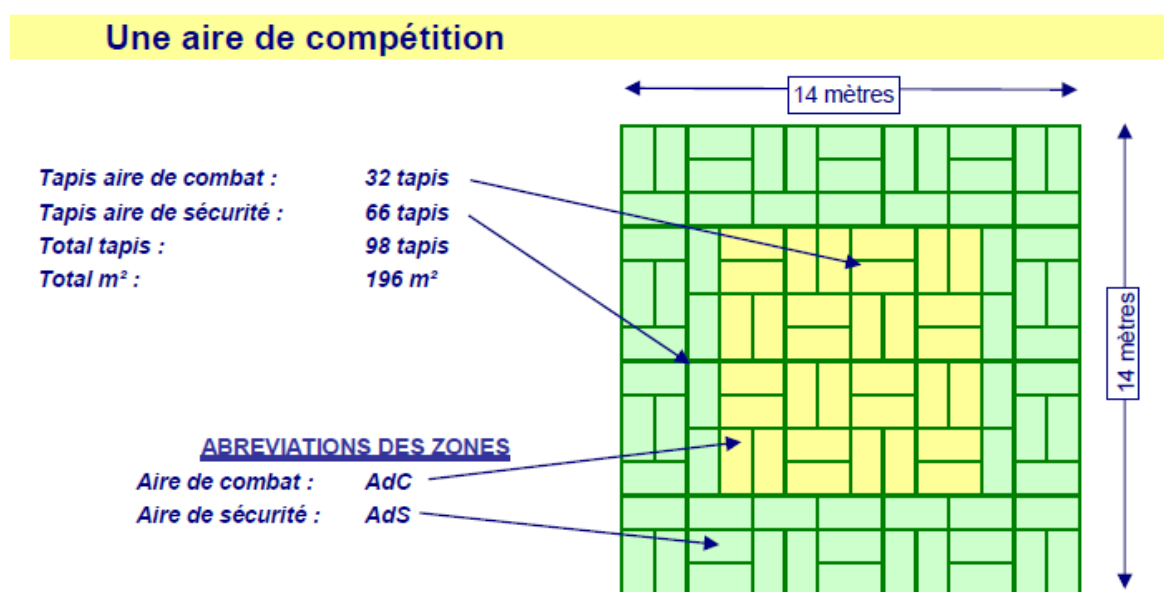 Une aire de compétition
14 mètres
Tapis aire de combat : 32 tapis
Tapis aire de sécurité : 66 tapis
Total tapis : 98 tapis
Total m² : 196 m²
14 mètres
ABREVIATIONS DES ZONES
Aire de combat : AdC
Aire de sécurité : AdS